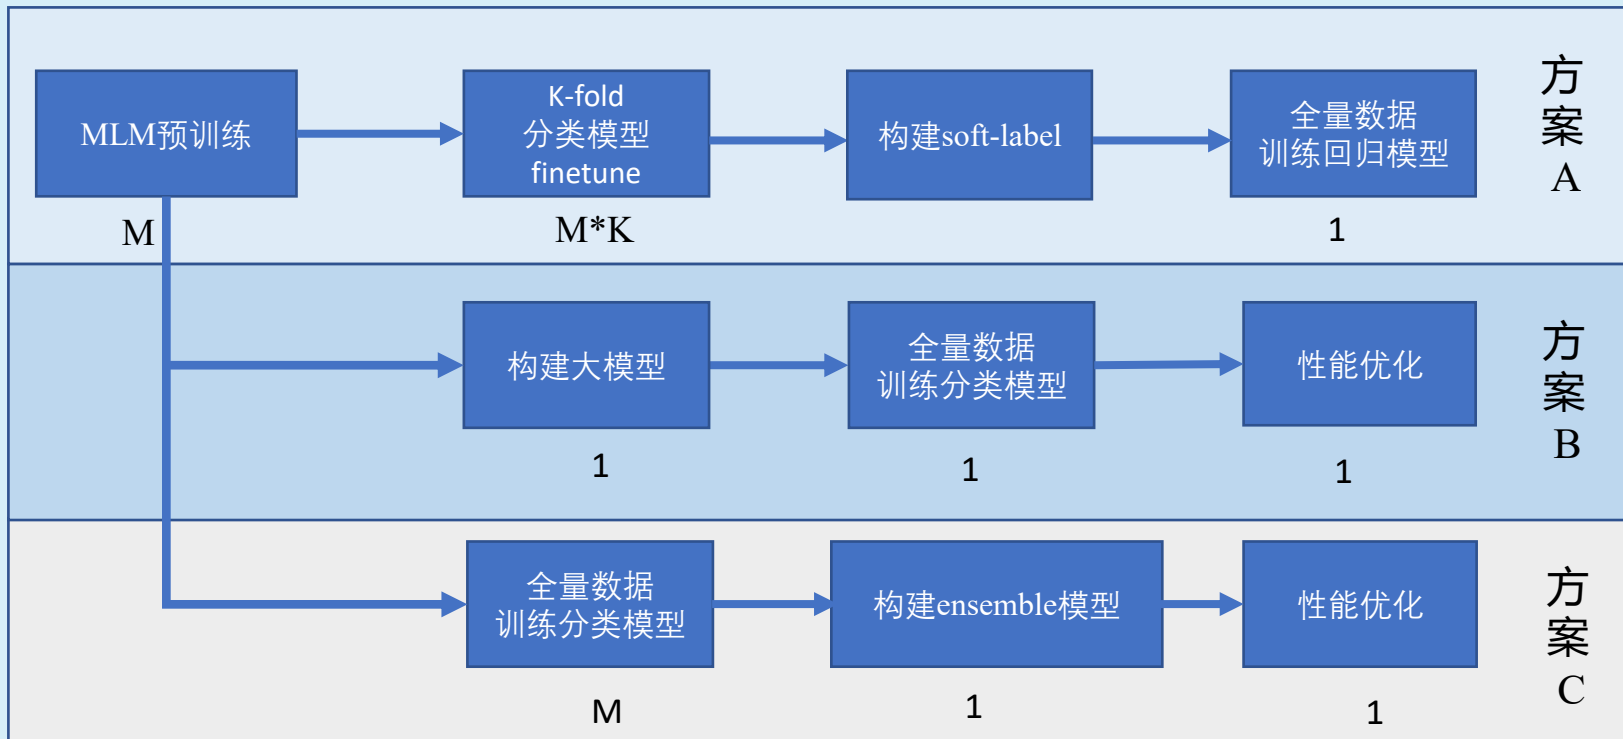 MLM预训练
K-fold
分类模型
finetune
构建soft-label
全量数据
训练回归模型
方
案
A
M
M*K
1
构建大模型
全量数据
训练分类模型
性能优化
方
案
B
1
1
1
全量数据
训练分类模型
构建ensemble模型
性能优化
方
案
C
M
1
1